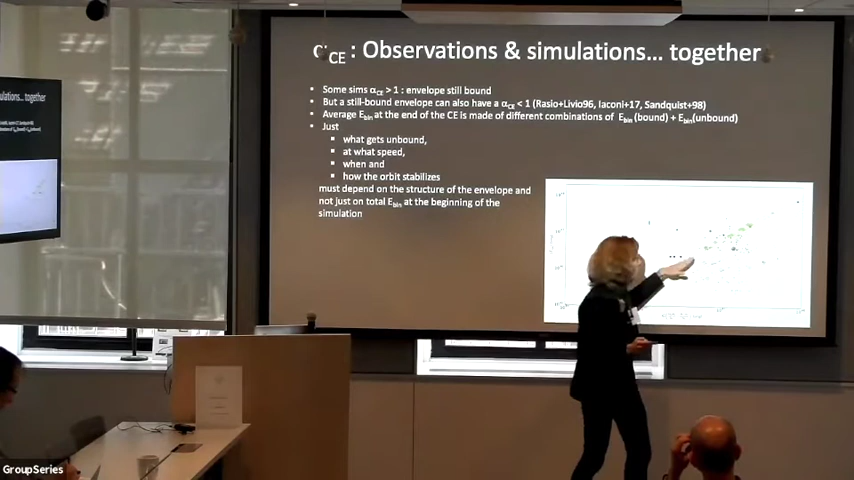 αCE : Observations & simulations... together
▪ Some sims αCE > 1 : envelope still bound
▪ But a still-bound envelope can also have a αCE < 1 (Rasio+Livio96, Iaconi+17, Sandquist+98)
▪ Average Ebin at the end of the CE is made of different combinations of Ebin(bound) + Ebin(unbound)
▪ Just
▪ what gets unbound,
▪ at what speed,
▪ when and
▪ how the orbit stabilizes
must depend on the structure of the envelope and
not just on total Ebin at the beginning of the
simulation
ulations... together
GroupSeries